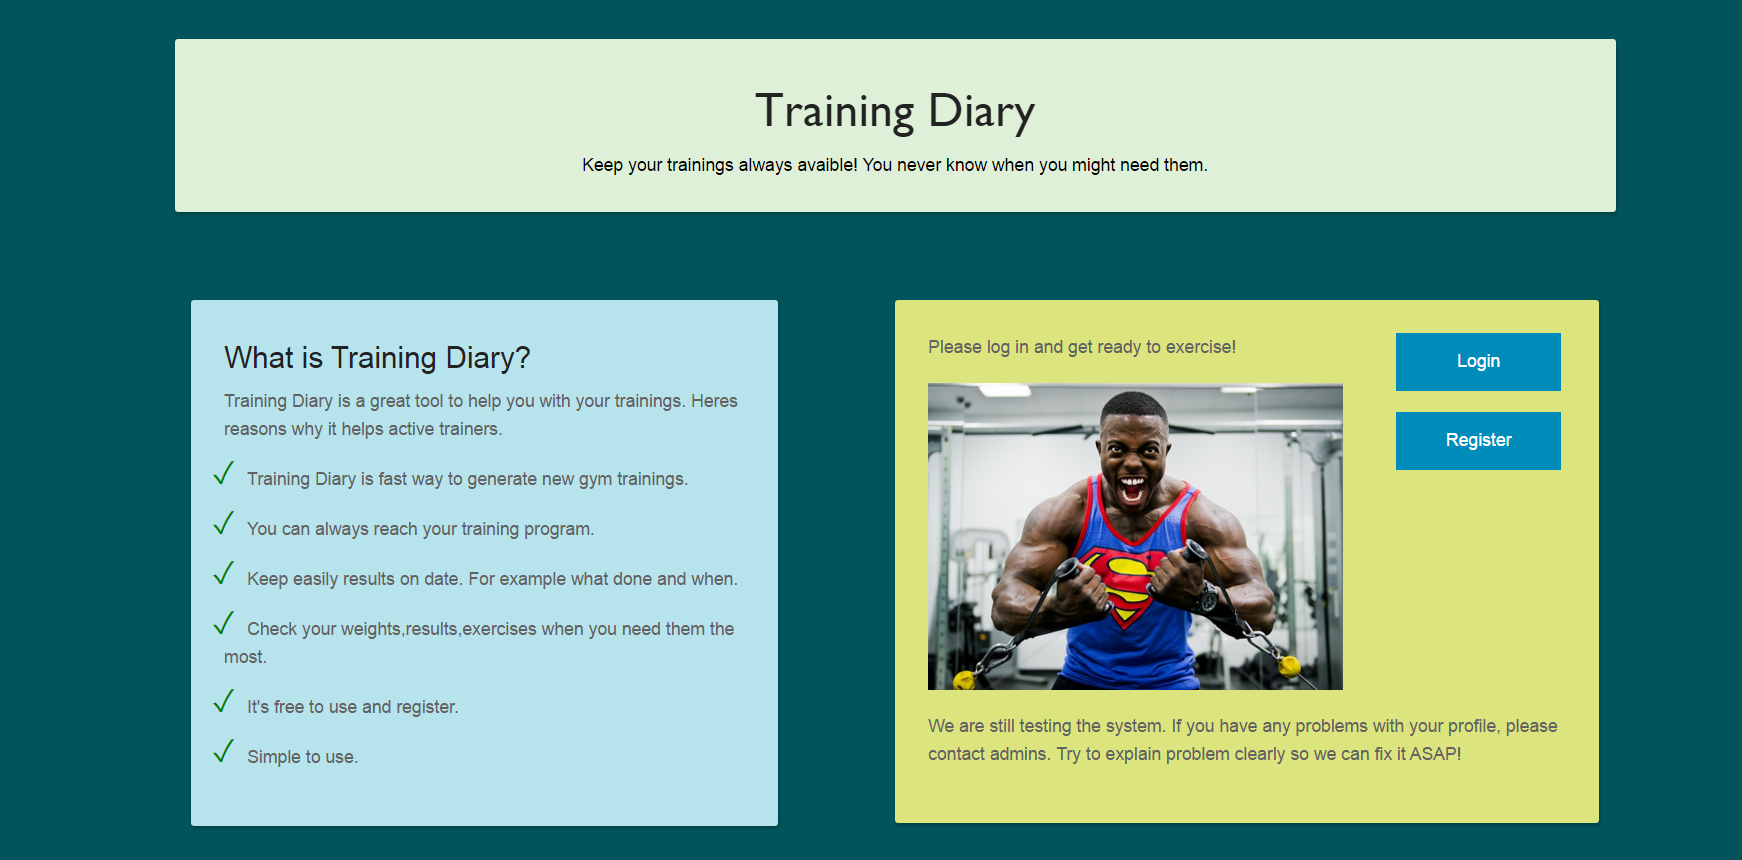 Training Diary
Keep your trainings always avaible! You never know when you might need them.
What is Training Diary?
Training Diary is a great tool to help you with your trainings. Heres
reasons why it helps active trainers.
✓ Training Diary is fast way to generate new gym trainings.
✓ You can always reach your training program.
✓ Keep easily results on date. For example what done and when.
✓ Check your weights,results,exercises when you need them the
most.
✓ It's free to use and register.
✓ Simple to use.
Please log in and get ready to exercise!
Login
Register
S
We are still testing the system. If you have any problems with your profile, please
contact admins. Try to explain problem clearly so we can fix it ASAP!